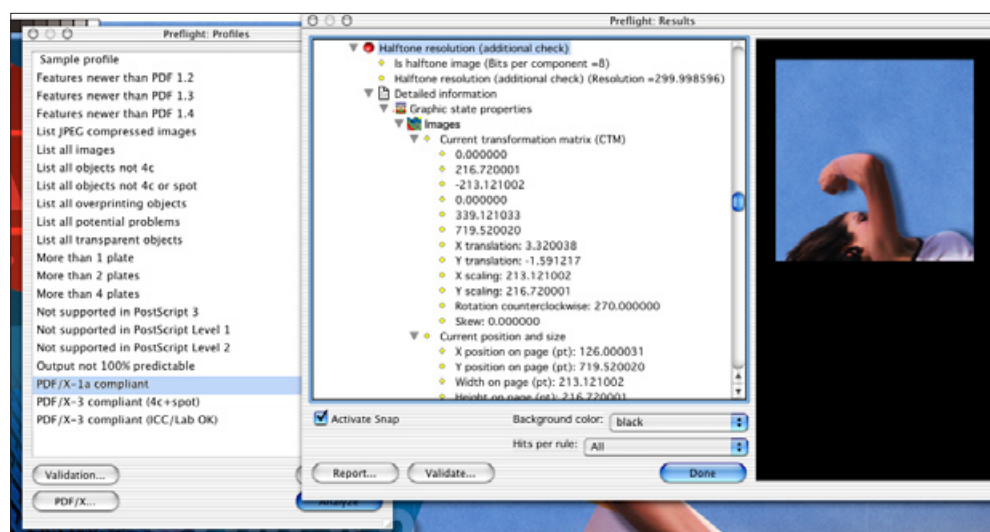 Preflight: Profiles
Sample profile
Features newer than PDF 1.2
Features newer than PDF 1.3
Features newer than PDF 1.4
List JPEG compressed images
List all images
List all objects not 4c
List all objects not 4c or spot
List all overprinting objects
List all potential problems
List all transparent objects
More than 1 plate
More than 2 plates
More than 4 plates
Not supported in PostScript 3
Not supported in PostScript Level 1
Not supported in PostScript Level 2
Output not 100% predictable
PDF/X-1a compliant
PDF/X-3 compliant (4c+spot)
PDF/X-3 compliant (ICC/Lab OK)
Validation...
PDF/X...
Analyze
Preflight: Results
Halftone resolution (additional check)
Is halftone image (Bits per component =8)
Halftone resolution (additional check) (Resolution =299.998596)
Detailed information
Graphic state properties
Images
Current transformation matrix (CTM)
0.000000
216.720001
-213.121002
0.000000
339.121033
719.520020
X translation: 3.320038
Y translation: -1.591217
X scaling: 213.121002
Y scaling: 216.720001
Rotation counterclockwise: 270.000000
Skew: 0.000000
Current position and size
X position on page (pt): 126.000031
Y position on page (pt): 719.520020
Width on page (pt): 213.121002
Height on page (pt): 216.720001
Activate Snap
Background color: black
Hits per rule: All
Report...
Validate...
Done